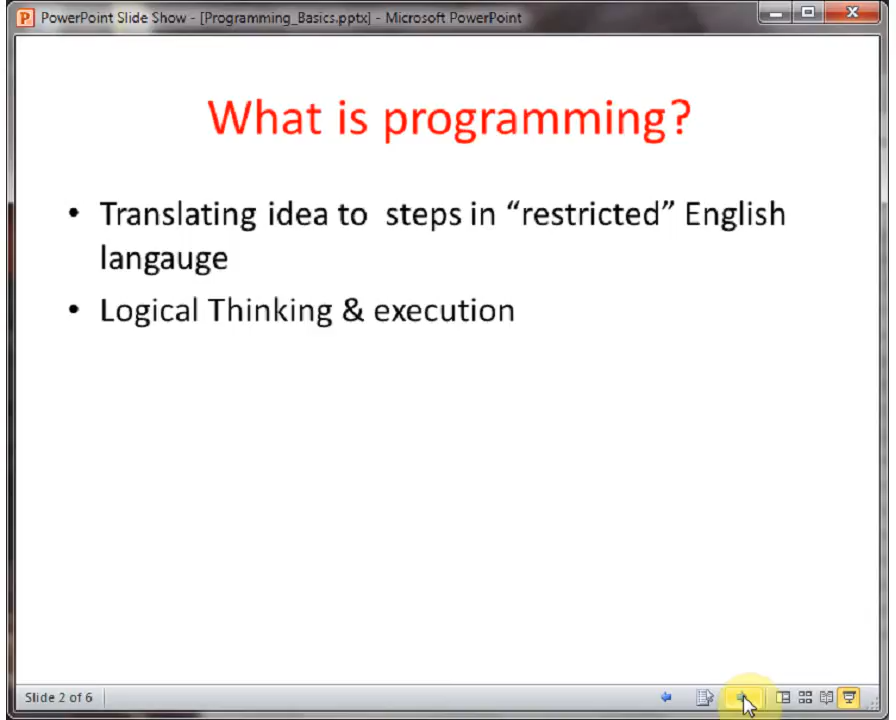 PowerPoint Slide Show - [Programming_Basics.pptx] - Microsoft PowerPoint
What is programming?
• Translating idea to steps in “restricted” English
langauge
• Logical Thinking & execution
Slide 2 of 6